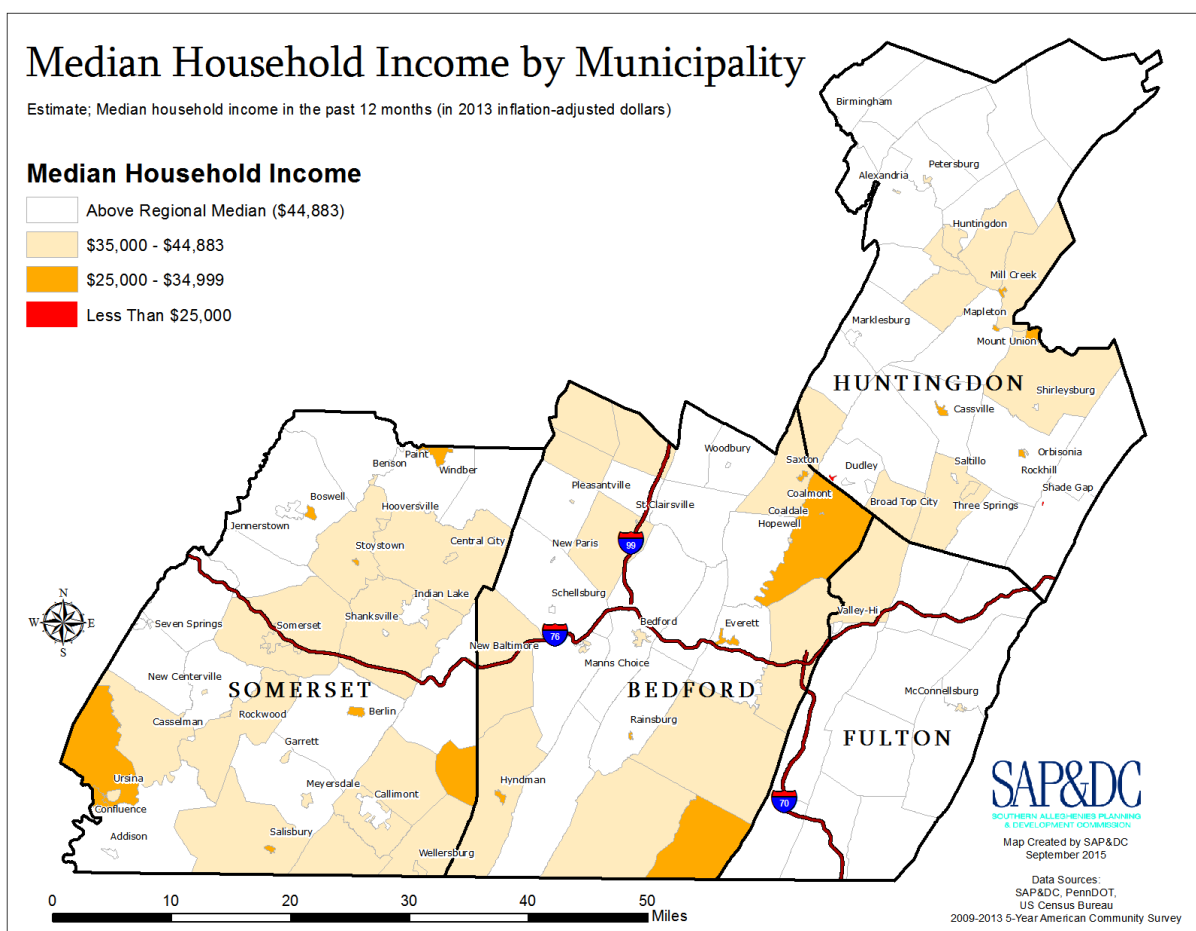 Median Household Income by Municipality
Estimate; Median household income in the past 12 months (in 2013 inflation-adjusted dollars)
Median Household Income
Above Regional Median ($44,883)
$35,000 - $44,883
$25,000 - $34,999
Less Than $25,000
Birmingham
Petersburg
Alexandria
Huntingdon
Mill Creek
Mapleton
Marklesburg
Mount Union
HUNTINGDON
Shirleysburg
Cassville
Orbisonia
Saltillo
Rockhill
Shade Gap
Dudley
Broad Top City
Three Springs
Woodbury
Saxton
Coalmont
Coaldale
Hopewell
Pleasantville
St Clairsville
New Paris
99
Schellsburg
Bedford
Everett
Valley-Hi
76
New Baltimore
Manns Choice
BEDFORD
Rainsburg
Hyndman
McConnellsburg
FULTON
70
Paint
Benson
Windber
Boswell
Hooversville
Jennerstown
Stoystown
Central City
Indian Lake
Shanksville
Seven Springs
Somerset
New Centerville
SOMERSET
Casselman
Rockwood
Berlin
Garrett
Ursina
Meyersdale
Callimont
Confluence
Addison
Salisbury
Wellersburg
N
W
E
S
0
10
20
30
40
50
Miles
SAP&DC
SOUTHERN ALLEGHENIES PLANNING
& DEVELOPMENT COMMISSION
Map Created by SAP&DC
September 2015
Data Sources:
SAP&DC, PennDOT,
US Census Bureau
2009-2013 5-Year American Community Survey